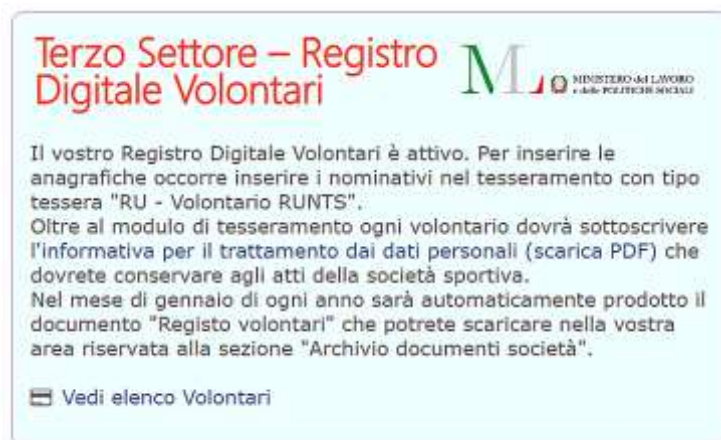 Terzo Settore – Registro
Digitale Volontari
MINISTERO del LAVORO
e delle POLITICHE SOCIALI
Il vostro Registro Digitale Volontari è attivo. Per inserire le
anagrafiche occorre inserire i nominativi nel tesseramento con tipo
tessera "RU - Volontario RUNTS".
Oltre al modulo di tesseramento ogni volontario dovrà sottoscrivere
l'informativa per il trattamento dai dati personali (scarica PDF) che
dovrete conservare agli atti della società sportiva.
Nel mese di gennaio di ogni anno sarà automaticamente prodotto il
documento "Registo volontari" che potrete scaricare nella vostra
area riservata alla sezione "Archivio documenti società".
Vedi elenco Volontari